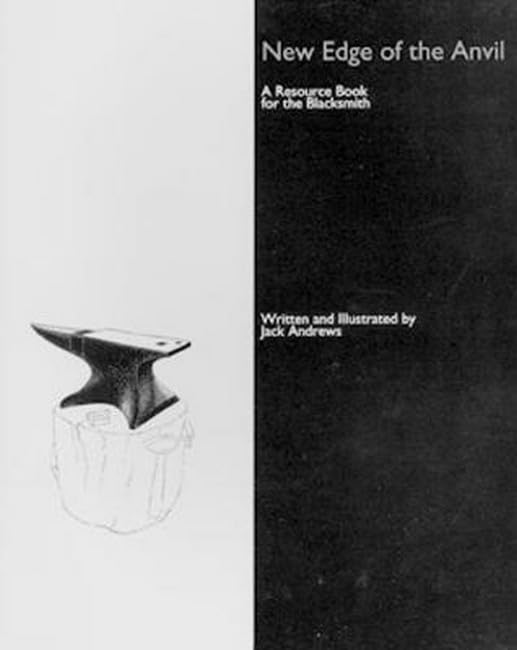 New Edge of the Anvil
A Resource Book
for the Blacksmith
Written and Illustrated by
Jack Andrews